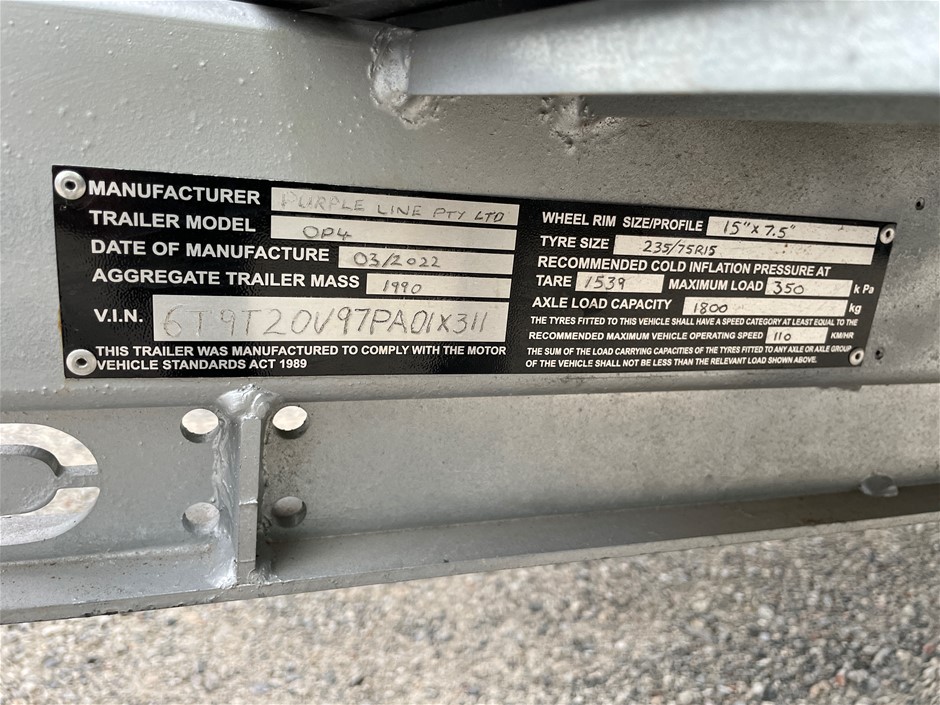 MANUFACTURER PURPLE LINE PTY LTD
TRAILER MODEL OP4
DATE OF MANUFACTURE 03/2022
AGGREGATE TRAILER MASS 1990
V.I.N. 6T9T20V97PA01X311
THIS TRAILER WAS MANUFACTURED TO COMPLY WITH THE MOTOR
VEHICLE STANDARDS ACT 1989
WHEEL RIM SIZE/PROFILE 15"x 7.5"
TYRE SIZE 235/75R15
RECOMMENDED COLD INFLATION PRESSURE AT
TARE 1539 MAXIMUM LOAD 350 k Pa
AXLE LOAD CAPACITY 1800 kg
THE TYRES FITTED TO THIS VEHICLE SHALL HAVE A SPEED CATEGORY AT LEAST EQUAL TO THE
RECOMMENDED MAXIMUM VEHICLE OPERATING SPEED 110 KM/HR
THE SUM OF THE LOAD CARRYING CAPACITIES OF THE TYRES FITTED TO ANY AXLE OR AXLE GROUP
OF THE VEHICLE SHALL NOT BE LESS THAN THE RELEVANT LOAD SHOWN ABOVE.